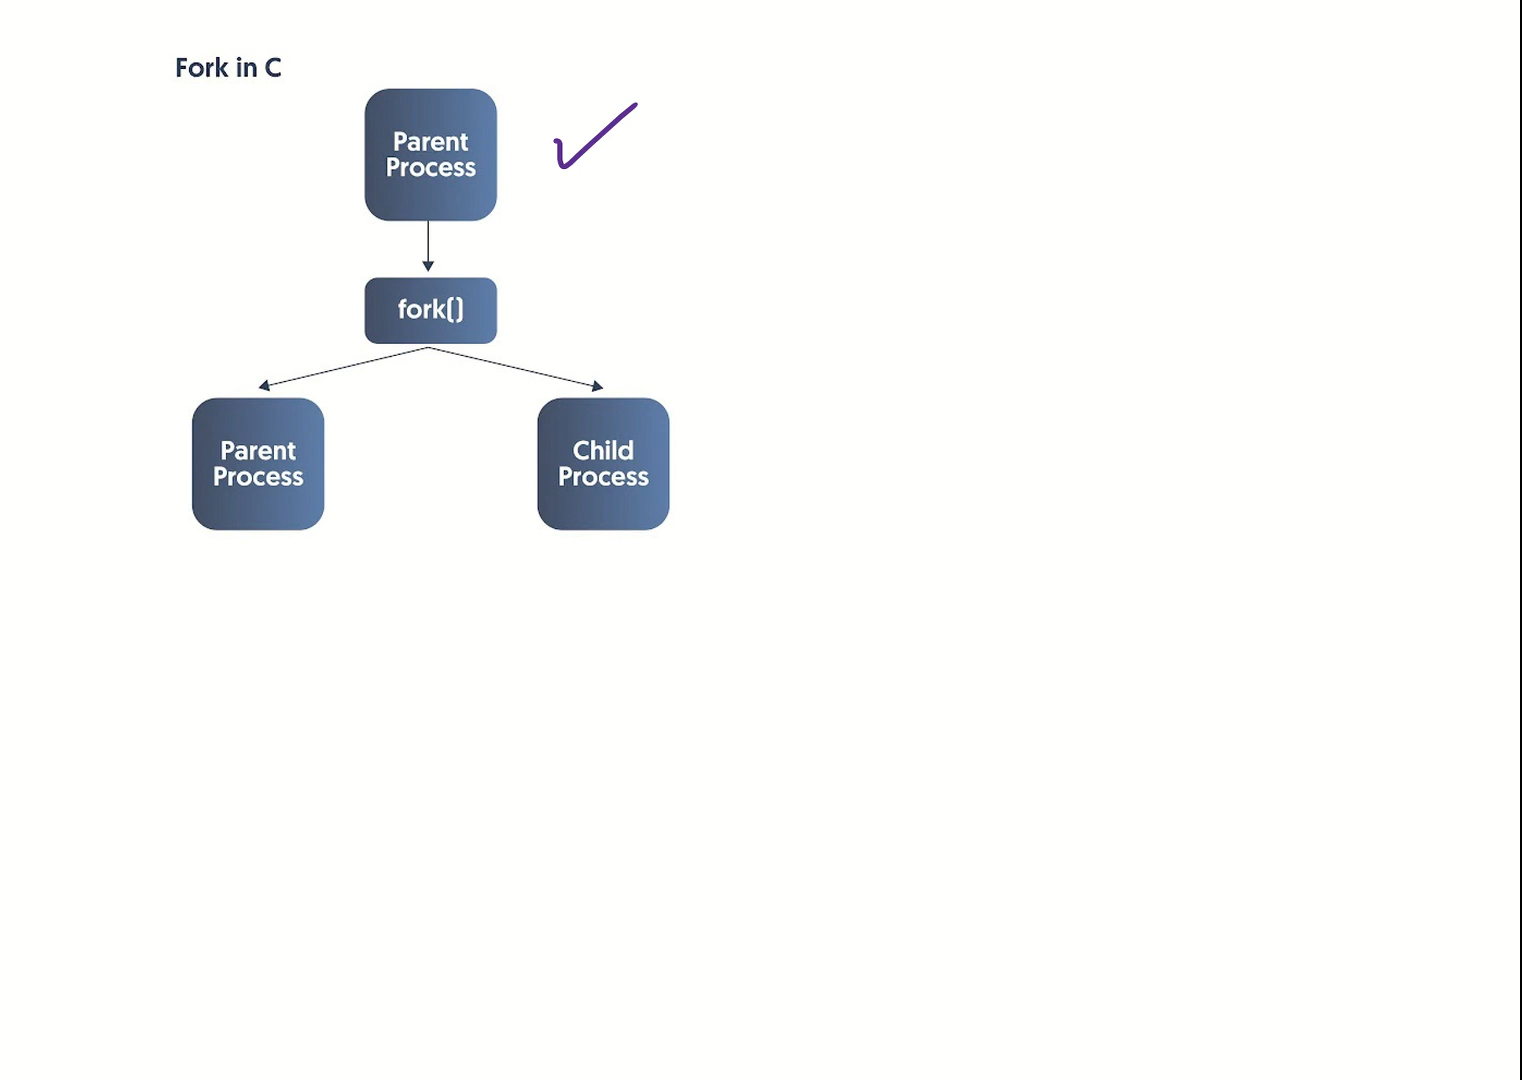 Fork in C
Parent
Process
fork()
Parent
Process
Child
Process